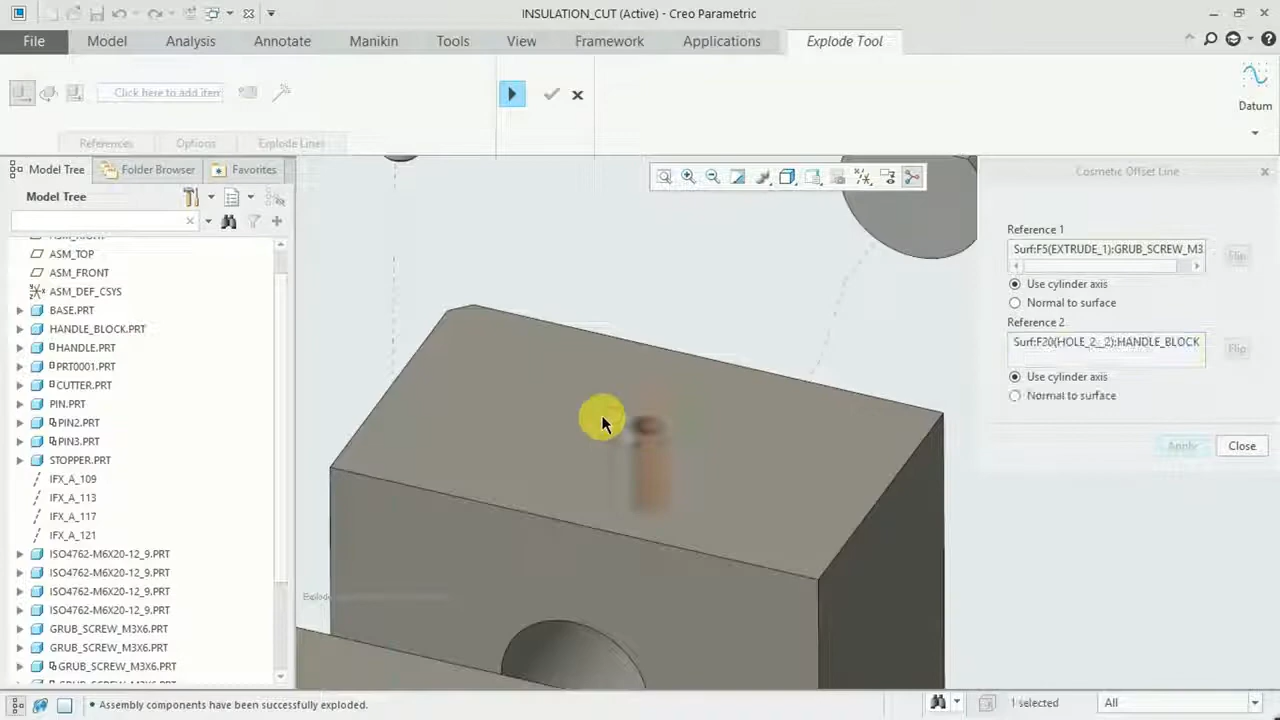 INSULATION_CUT (Active) - Creo Parametric
File Model Analysis Annotate Manikin Tools View Framework Applications Explode Tool
Click here to add item
Datum
References Options Explode Line
Model Tree Folder Browser Favorites
Model Tree
ASM_RIGHT
ASM_TOP
ASM_FRONT
ASM_DEF_CSYS
BASE.PRT
HANDLE_BLOCK.PRT
HANDLE.PRT
PRT0001.PRT
CUTTER.PRT
PIN.PRT
PIN2.PRT
PIN3.PRT
STOPPER.PRT
IFX_A_109
IFX_A_113
IFX_A_117
IFX_A_121
ISO4762-M6X20-12_9.PRT
ISO4762-M6X20-12_9.PRT
ISO4762-M6X20-12_9.PRT
ISO4762-M6X20-12_9.PRT
GRUB_SCREW_M3X6.PRT
GRUB_SCREW_M3X6.PRT
GRUB_SCREW_M3X6.PRT
Explode
Cosmetic Offset Line
Reference 1
Surf:F5(EXTRUDE_1):GRUB_SCREW_M3
Flip
Use cylinder axis
Normal to surface
Reference 2
Surf:F20(HOLE_2_2):HANDLE_BLOCK
Flip
Use cylinder axis
Normal to surface
Apply Close
Assembly components have been successfully exploded.
1 selected
All